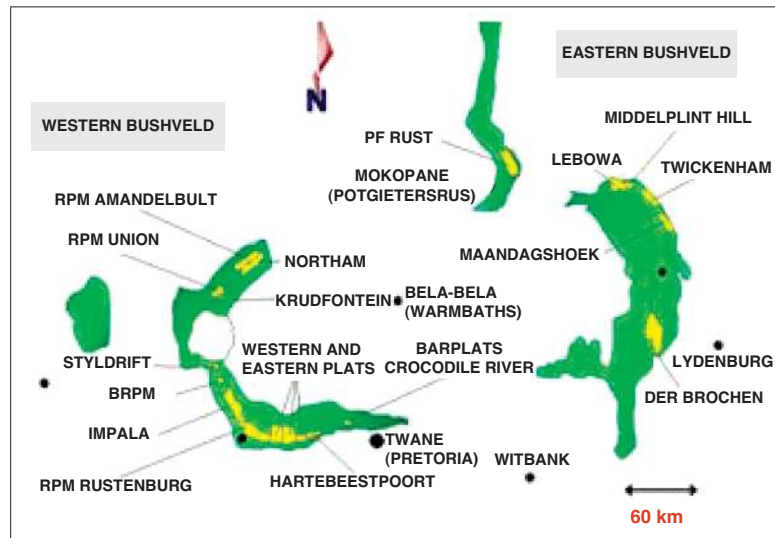 EASTERN BUSHVELD
N
WESTERN BUSHVELD
MIDDELPLINT HILL
PF RUST
LEBOWA
TWICKENHAM
MOKOPANE
(POTGIETERSRUS)
RPM AMANDELBULT
RPM UNION
NORTHAM
MAANDAGSHOEK
KRUDFONTEIN
BELA-BELA
(WARMBATHS)
STYLDRIFT
WESTERN AND
EASTERN PLATS
BARPLATS
CROCODILE RIVER
LYDENBURG
BRPM
DER BROCHEN
IMPALA
TWANE
(PRETORIA)
WITBANK
RPM RUSTENBURG
HARTEBEESTPOORT
60 km